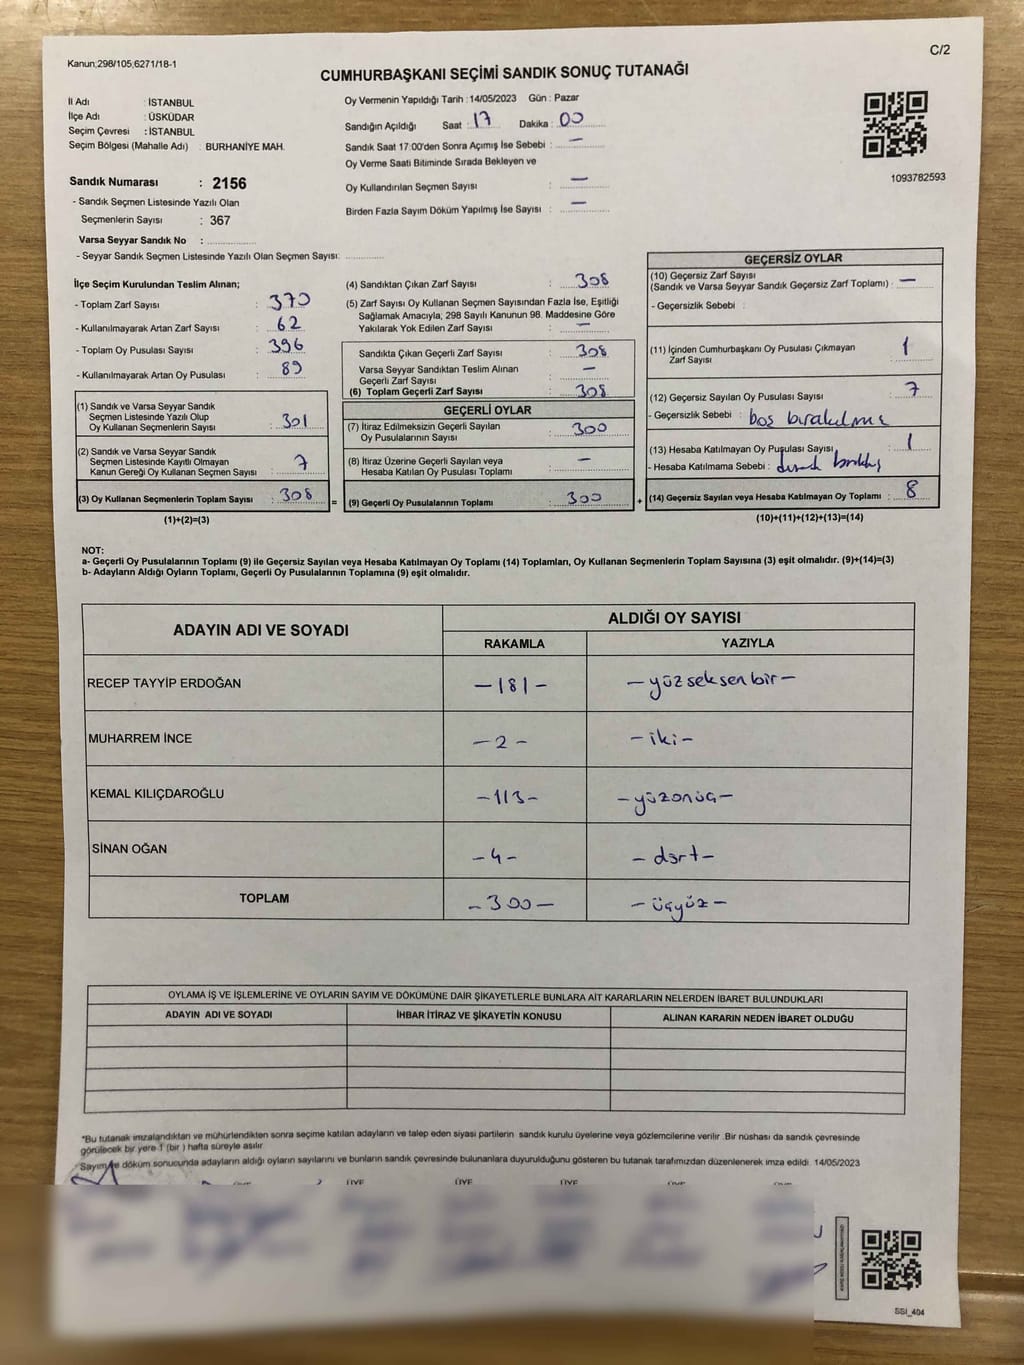 Kanun;298/105,6271/18-1
C/2
CUMHURBAŞKANI SEÇİMİ SANDIK SONUÇ TUTANAĞI
İl Adı : İSTANBUL
İlçe Adı : ÜSKÜDAR
Seçim Çevresi : İSTANBUL
Seçim Bölgesi (Mahalle Adı) : BURHANİYE MAH.
Sandık Numarası : 2156
- Sandık Seçmen Listesinde Yazılı Olan
Seçmenlerin Sayısı : 367
Varsa Seyyar Sandık No :
- Seyyar Sandık Seçmen Listesinde Yazılı Olan Seçmen Sayısı:
Oy Vermenin Yapıldığı Tarih : 14/05/2023 Gün : Pazar
Sandığın Açıldığı Saat : 17 Dakika : 00
Sandık Saat 17:00'den Sonra Açımış İse Sebebi : —
Oy Verme Saati Bitiminde Sırada Bekleyen ve
Oy Kullandırılan Seçmen Sayısı : —
Birden Fazla Sayım Döküm Yapılmış İse Sayısı : —
1093782593
İlçe Seçim Kurulundan Teslim Alınan;
- Toplam Zarf Sayısı : 370
- Kullanılmayarak Artan Zarf Sayısı : 62
- Toplam Oy Pusulası Sayısı : 396
- Kullanılmayarak Artan Oy Pusulası : 89
(1) Sandık ve Varsa Seyyar Sandık
Seçmen Listesinde Yazılı Olup
Oy Kullanan Seçmenlerin Sayısı : 301
(2) Sandık ve Varsa Seyyar Sandık
Seçmen Listesinde Kayıtlı Olmayan
Kanun Gereği Oy Kullanan Seçmen Sayısı : 7
(3) Oy Kullanan Seçmenlerin Toplam Sayısı : 308 =
(1)+(2)=(3)
(4) Sandıktan Çıkan Zarf Sayısı : 308
(5) Zarf Sayısı Oy Kullanan Seçmen Sayısından Fazla İse, Eşitliği
Sağlamak Amacıyla; 298 Sayılı Kanunun 98. Maddesine Göre
Yakılarak Yok Edilen Zarf Sayısı : —
Sandıkta Çıkan Geçerli Zarf Sayısı : 308
Varsa Seyyar Sandıktan Teslim Alınan
Geçerli Zarf Sayısı : —
(6) Toplam Geçerli Zarf Sayısı : 308
GEÇERLİ OYLAR
(7) İtiraz Edilmeksizin Geçerli Sayılan
Oy Pusulalarının Sayısı : 300
(8) İtiraz Üzerine Geçerli Sayılan veya
Hesaba Katılan Oy Pusulası Toplamı : —
(9) Geçerli Oy Pusulalarının Toplamı : 300 +
GEÇERSİZ OYLAR
(10) Geçersiz Zarf Sayısı
(Sandık ve Varsa Seyyar Sandık Geçersiz Zarf Toplamı) : —
- Geçersizlik Sebebi :
(11) İçinden Cumhurbaşkanı Oy Pusulası Çıkmayan
Zarf Sayısı : 1
(12) Geçersiz Sayılan Oy Pusulası Sayısı : 7
- Geçersizlik Sebebi : boş bırakılma
(13) Hesaba Katılmayan Oy Pusulası Sayısı : 1
- Hesaba Katılmama Sebebi :
(14) Geçersiz Sayılan veya Hesaba Katılmayan Oy Toplamı : 8
(10)+(11)+(12)+(13)=(14)
NOT:
a- Geçerli Oy Pusulalarının Toplamı (9) ile Geçersiz Sayılan veya Hesaba Katılmayan Oy Toplamı (14) Toplamları, Oy Kullanan Seçmenlerin Toplam Sayısına (3) eşit olmalıdır. (9)+(14)=(3)
b- Adayların Aldığı Oyların Toplamı, Geçerli Oy Pusulalarının Toplamına (9) eşit olmalıdır.
ADAYIN ADI VE SOYADI
ALDIĞI OY SAYISI
RAKAMLA YAZIYLA
RECEP TAYYİP ERDOĞAN —181— —yüzseksenbir—
MUHARREM İNCE —2— —iki—
KEMAL KILIÇDAROĞLU —113— —yüzonüç—
SİNAN OĞAN —4— —dört—
TOPLAM —300— —üçyüz—
OYLAMA İŞ VE İŞLEMLERİNE VE OYLARIN SAYIM VE DÖKÜMÜNE DAİR ŞİKAYETLERLE BUNLARA AİT KARARLARIN NELERDEN İBARET BULUNDUKLARI
ADAYIN ADI VE SOYADI İHBAR İTİRAZ VE ŞİKAYETİN KONUSU ALINAN KARARIN NEDEN İBARET OLDUĞU
*Bu tutanak imzalandıktan ve mühürlendikten sonra seçime katılan adayların ve talep eden siyasi partilerin sandık kurulu üyelerine veya gözlemcilerine verilir. Bir nüshası da sandık çevresinde
görülecek bir yere 1 (bir) hafta süreyle asılır.
Sayım ve döküm sonucunda adayların aldığı oyların sayılarını ve bunların sandık çevresinde bulunanlara duyurulduğunu gösteren bu tutanak tarafımızdan düzenlenerek imza edildi. 14/05/2023
ÜYE ÜYE ÜYE
SSI_404